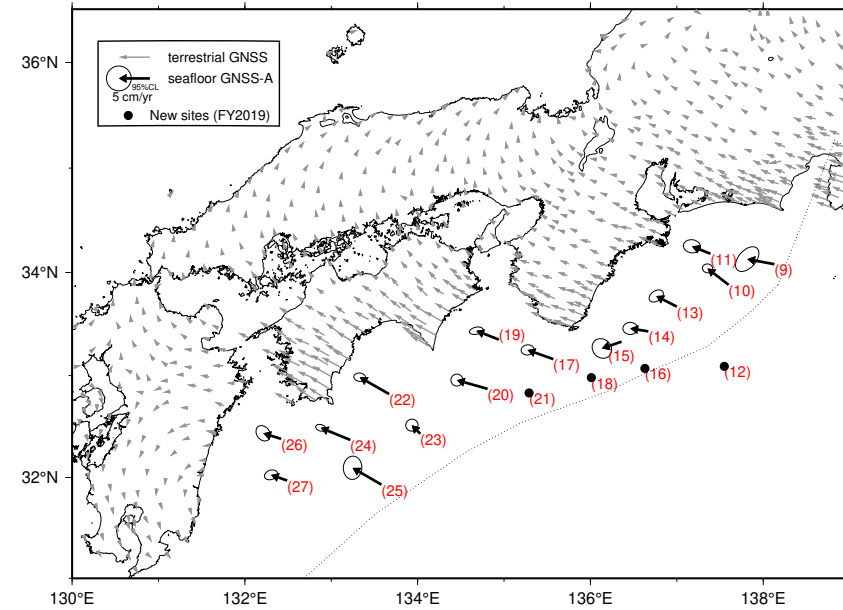 36°N
34°N
32°N
terrestrial GNSS
seafloor GNSS-A
95%CL
5 cm/yr
New sites (FY2019)
(11)
(9)
(10)
(13)
(14)
(19)
(15)
(17)
(16)
(12)
(18)
(22)
(20)
(21)
(23)
(26)
(24)
(27)
(25)
130°E
132°E
134°E
136°E
138°E